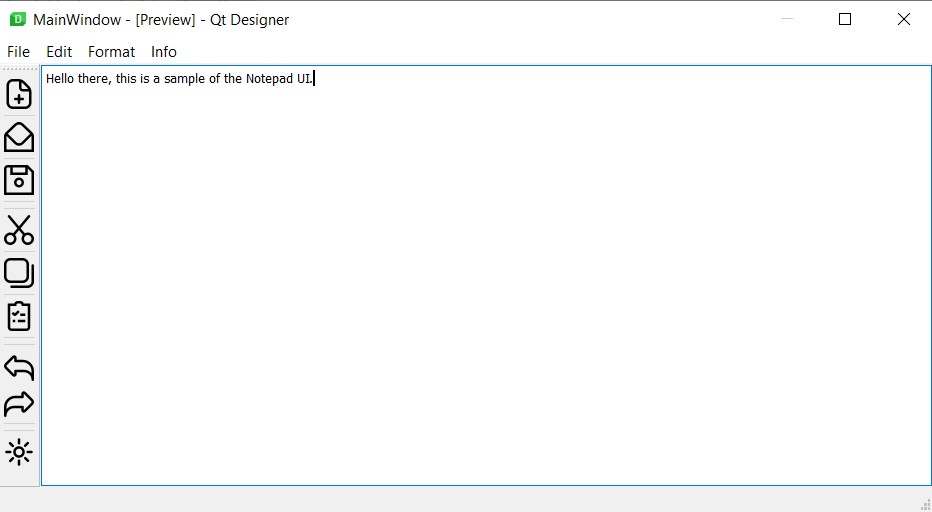 MainWindow - [Preview] - Qt Designer
File Edit Format Info
Hello there, this is a sample of the Notepad UI.